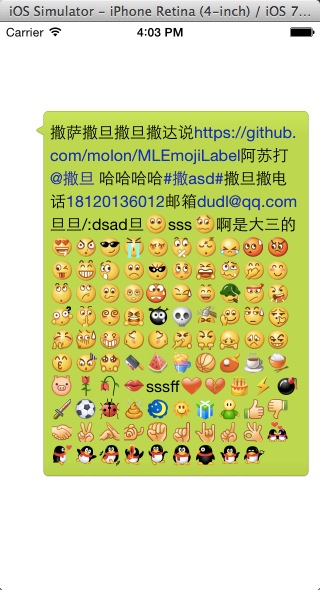 iOS Simulator - iPhone Retina (4-inch) / iOS 7...
Carrier 4:03 PM
撒萨撒旦撒旦撒达说https://github.
com/molon/MLEmojiLabel阿苏打
@撒旦 哈哈哈哈#撒asd#撒旦撒电
话18120136012邮箱dudl@qq.com
旦旦/:dsad旦sss啊是大三的
sssff